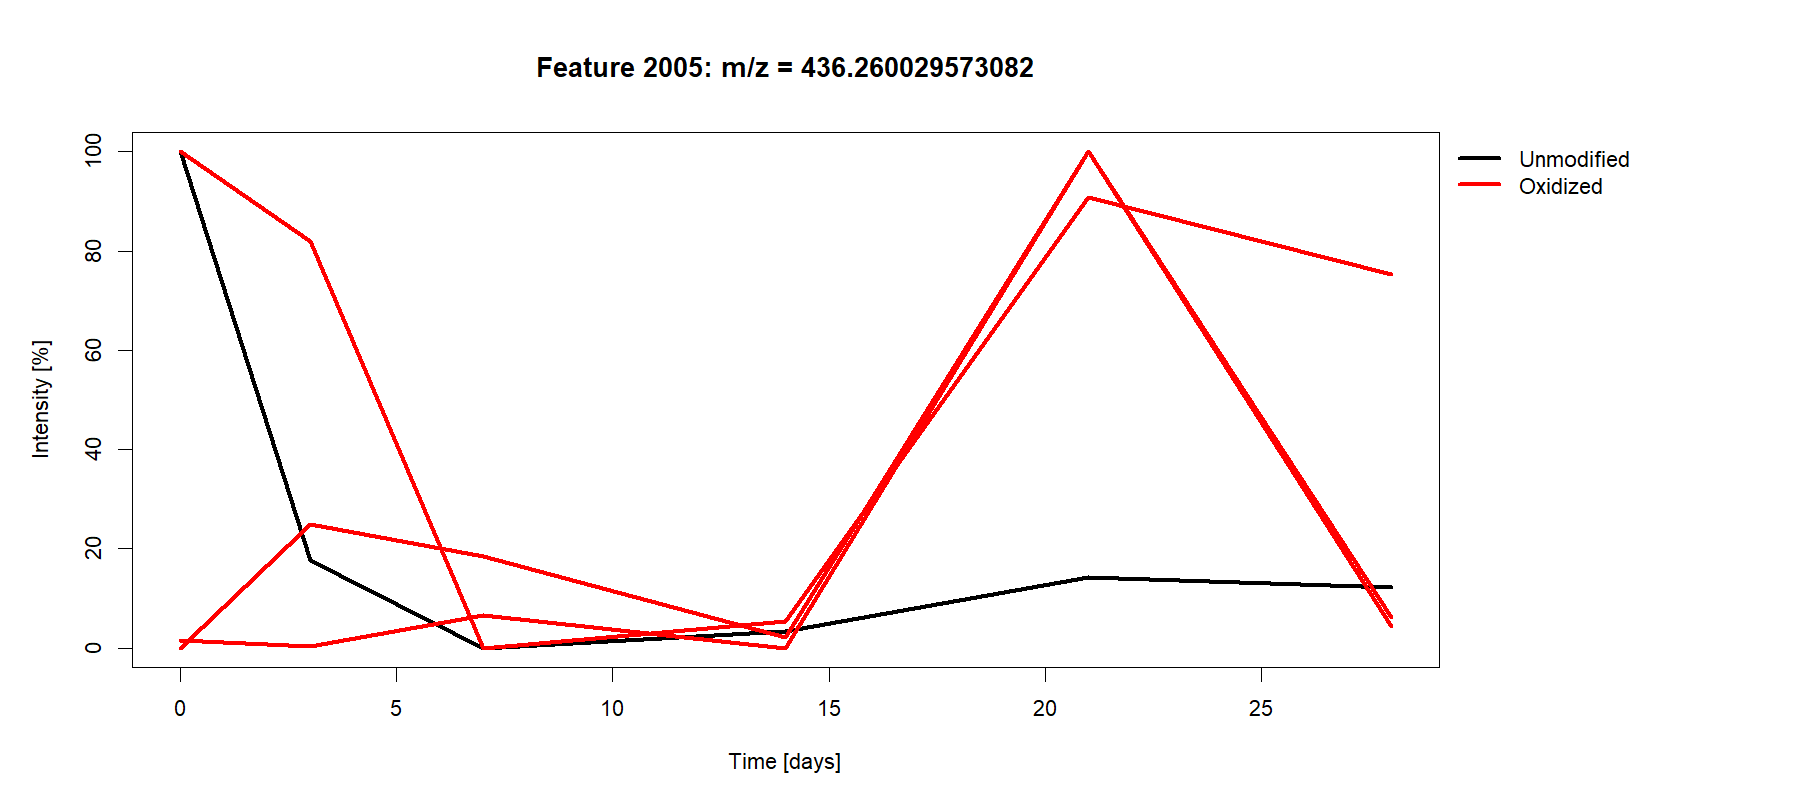 Feature 2005: m/z = 436.260029573082
Unmodified
Oxidized
Intensity [%]
100
80
60
40
20
0
0 5 10 15 20 25
Time [days]